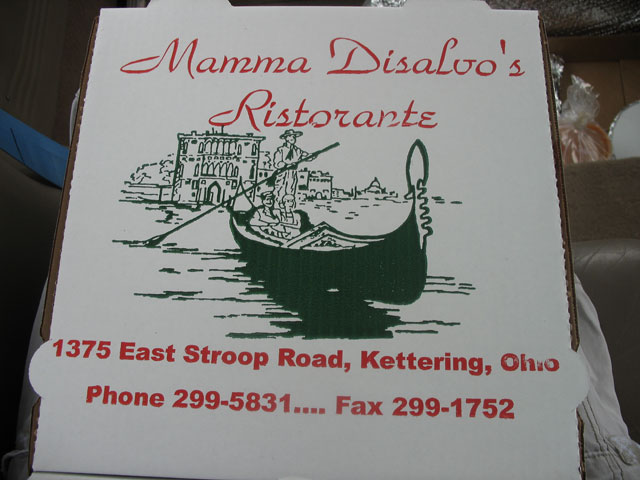 Mamma Disalvo's
Ristorante
1375 East Stroop Road, Kettering, Ohio
Phone 299-5831.... Fax 299-1752